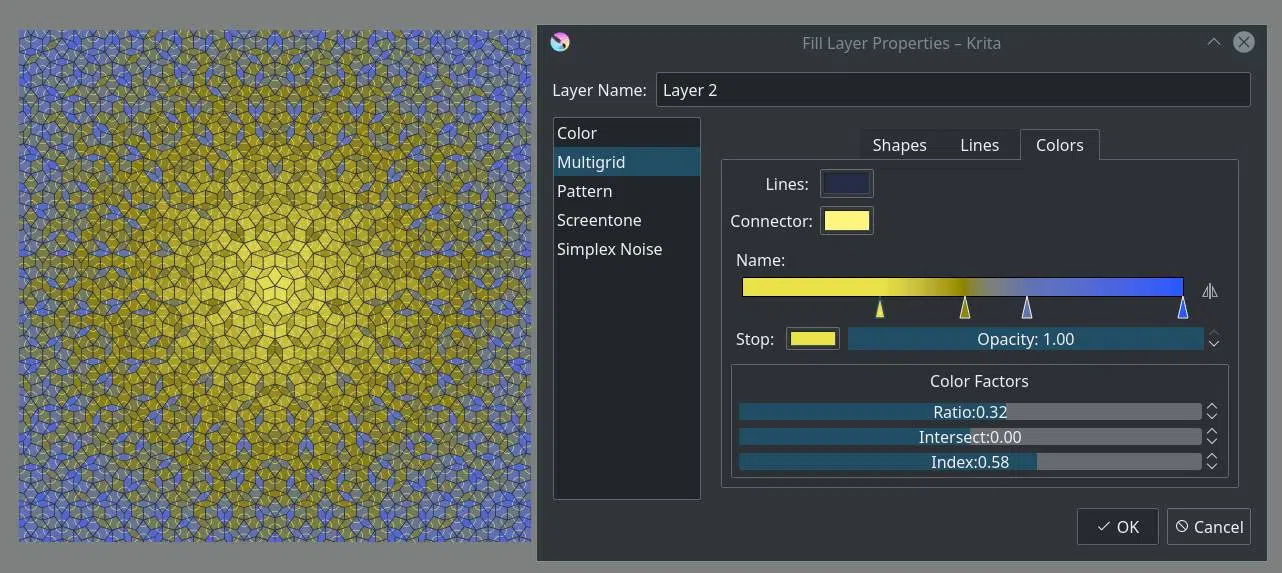 Fill Layer Properties – Krita
Layer Name: Layer 2
Color
Multigrid
Pattern
Screentone
Simplex Noise
Shapes Lines Colors
Lines:
Connector:
Name:
Stop: Opacity: 1.00
Color Factors
Ratio:0.32
Intersect:0.00
Index:0.58
OK Cancel